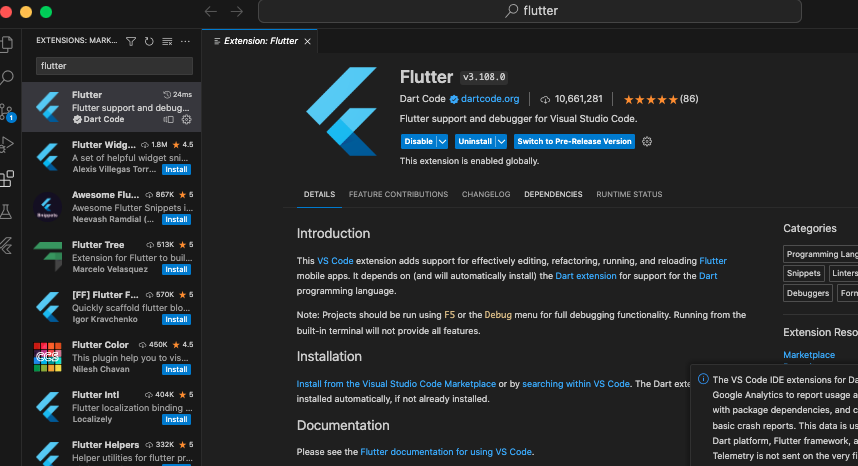 flutter
EXTENSIONS: MARK...
flutter
Flutter
24ms
Flutter support and debug...
Dart Code
Flutter Widg...
1.8M ★ 4.5
A set of helpful widget sni...
Alexis Villegas Torr...
Install
Awesome Flu...
867K ★ 5
Awesome Flutter Snippets i...
Neevash Ramdial (...
Install
Snippets
Flutter Tree
513K ★ 5
Extension for Flutter to buil...
Marcelo Velasquez
Install
[FF] Flutter F...
570K ★ 5
Quickly scaffold flutter blo...
Igor Kravchenko
Install
Flutter Color
450K ★ 4.5
This plugin help you to vis...
Nilesh Chavan
Install
CCS
Flutter Intl
404K ★ 5
Flutter localization binding ...
Localizely
Install
Flutter Helpers
332K ★ 5
Helper utilities for flutter pr...
1
Extension: Flutter
Flutter v3.108.0
Dart Code dartcode.org | 10,661,281 | ★★★★★(86)
Flutter support and debugger for Visual Studio Code.
Disable Uninstall Switch to Pre-Release Version
This extension is enabled globally.
DETAILS FEATURE CONTRIBUTIONS CHANGELOG DEPENDENCIES RUNTIME STATUS
Introduction
This VS Code extension adds support for effectively editing, refactoring, running, and reloading Flutter
mobile apps. It depends on (and will automatically install) the Dart extension for support for the Dart
programming language.
Note: Projects should be run using F5 or the Debug menu for full debugging functionality. Running from the
built-in terminal will not provide all features.
Installation
Install from the Visual Studio Code Marketplace or by searching within VS Code. The Dart exte
installed automatically, if not already installed.
Documentation
Please see the Flutter documentation for using VS Code.
Categories
Programming Lang
Snippets Linters
Debuggers Form
Extension Reso
Marketplace
The VS Code IDE extensions for Da
Google Analytics to report usage a
with package dependencies, and c
basic crash reports. This data is us
Dart platform, Flutter framework, a
Telemetry is not sent on the very fi